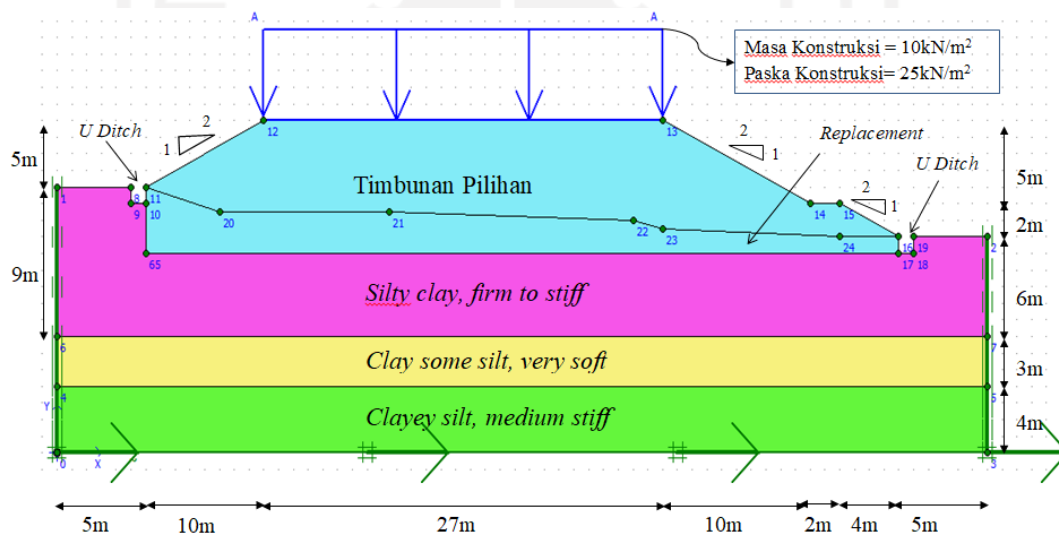 A
A
Masa Konstruksi = 10kN/m²
Paska Konstruksi= 25kN/m²
12
13
2
1
2
1
2
1
U Ditch
Replacement
U Ditch
5m
9m
5m
2m
6m
3m
4m
Timbunan Pilihan
1
8
11
9
10
20
21
22
23
14
15
24
16
19
2
17
18
65
Silty clay, firm to stiff
6
7
Clay some silt, very soft
4
5
Clayey silt, medium stiff
Y
0
X
3
5m
10m
27m
10m
2m
4m
5m